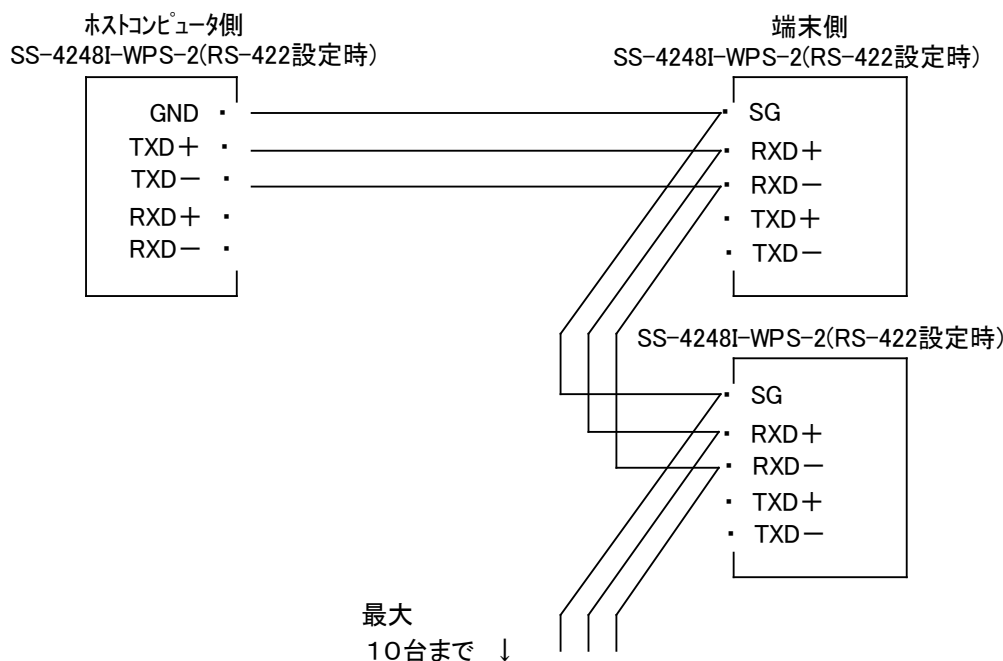 ホストコンピュータ側
SS-4248I-WPS-2(RS-422設定時)
GND
TXD＋
TXD－
RXD＋
RXD－
端末側
SS-4248I-WPS-2(RS-422設定時)
SG
RXD＋
RXD－
TXD＋
TXD－
SS-4248I-WPS-2(RS-422設定時)
SG
RXD＋
RXD－
TXD＋
TXD－
最大
１０台まで ↓